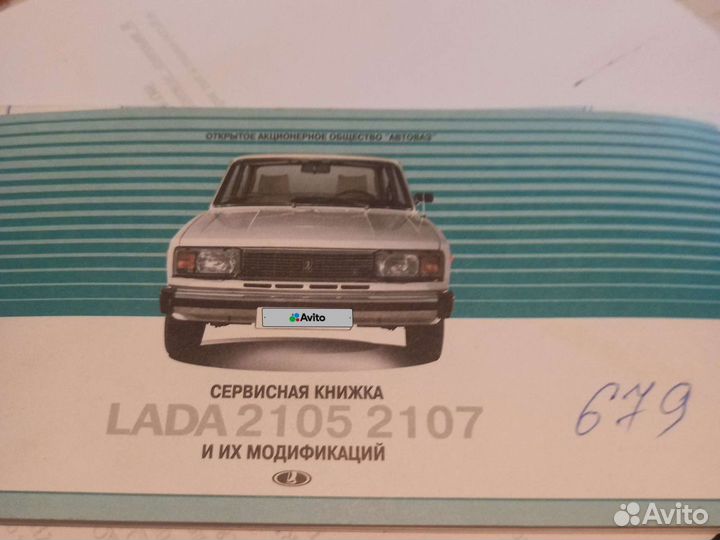 ОТКРЫТОЕ АКЦИОНЕРНОЕ ОБЩЕСТВО "АВТОВАЗ"
Avito
СЕРВИСНАЯ КНИЖКА
LADA 2105 2107
И ИХ МОДИФИКАЦИЙ
679
Avito